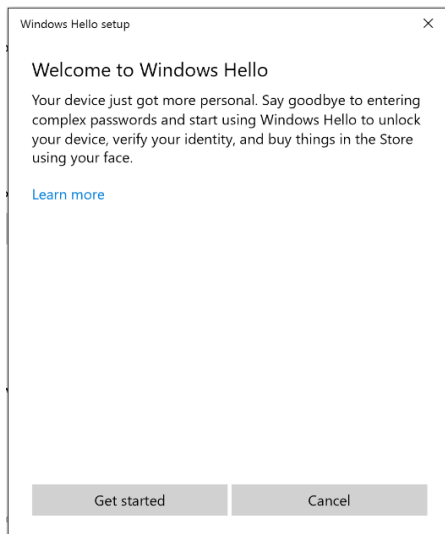 Windows Hello setup
Welcome to Windows Hello
Your device just got more personal. Say goodbye to entering
complex passwords and start using Windows Hello to unlock
your device, verify your identity, and buy things in the Store
using your face.
Learn more
Get started
Cancel